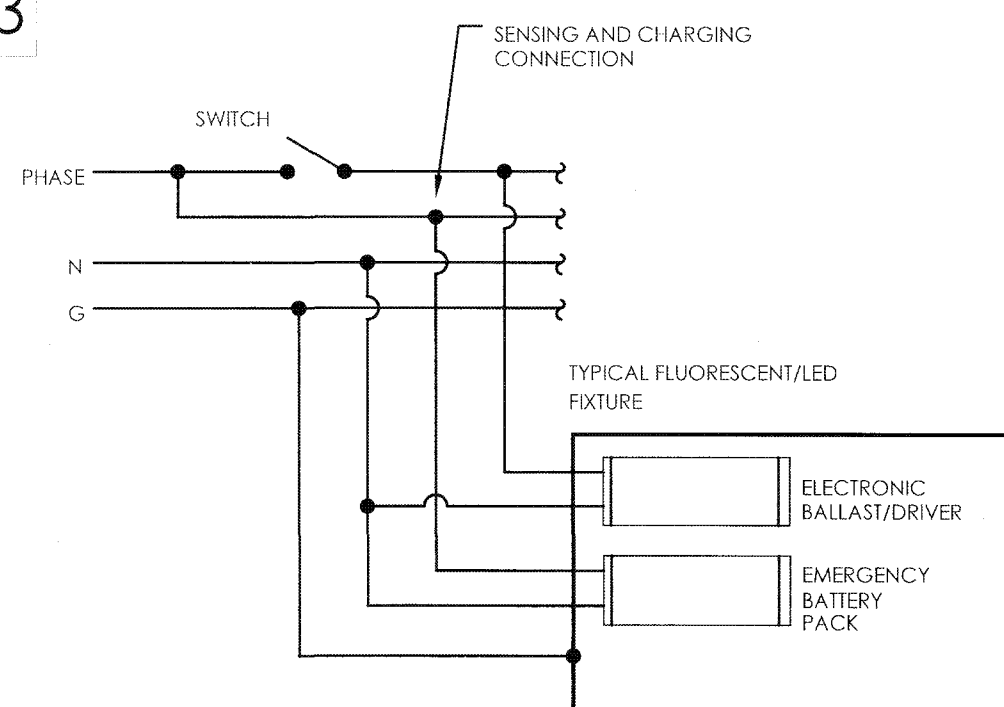 3
SENSING AND CHARGING
CONNECTION
SWITCH
PHASE
N
G
TYPICAL FLUORESCENT/LED
FIXTURE
ELECTRONIC
BALLAST/DRIVER
EMERGENCY
BATTERY
PACK